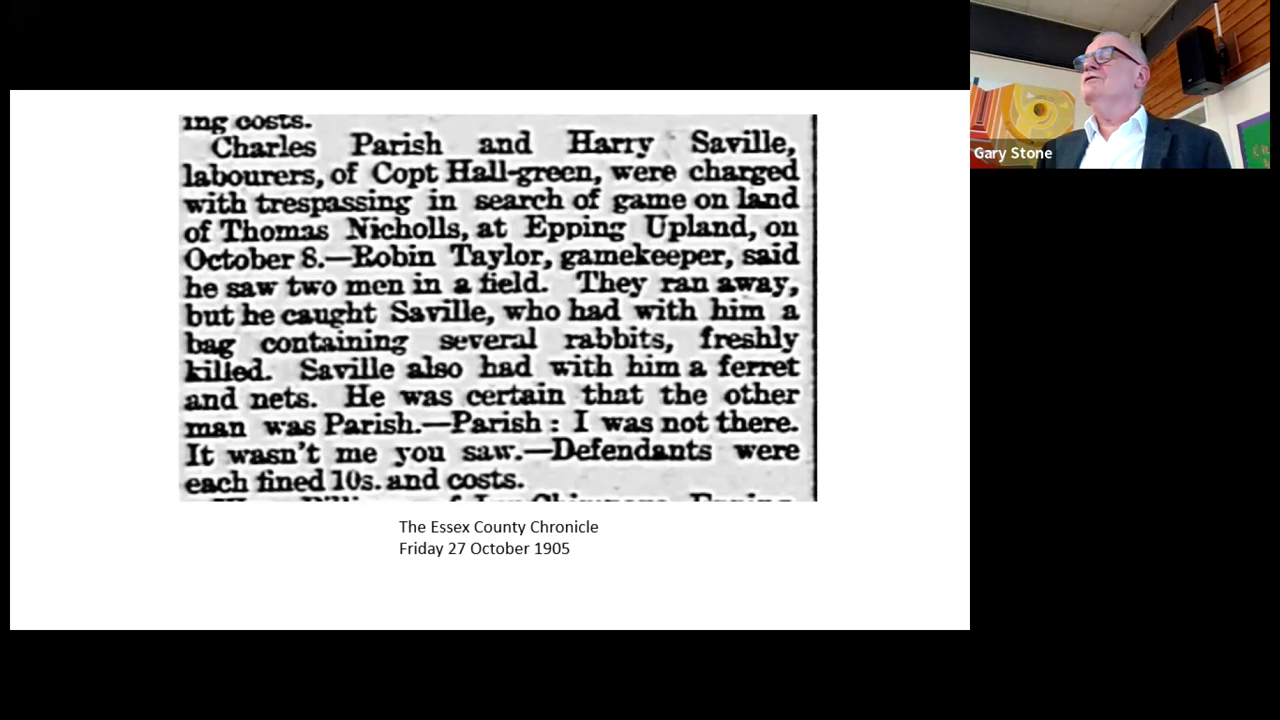 ing costs.
Charles Parish and Harry Saville,
labourers, of Copt Hall-green, were charged
with trespassing in search of game on land
of Thomas Nicholls, at Epping Upland, on
October 8.—Robin Taylor, gamekeeper, said
he saw two men in a field. They ran away,
but he caught Saville, who had with him a
bag containing several rabbits, freshly
killed. Saville also had with him a ferret
and nets. He was certain that the other
man was Parish.—Parish : I was not there.
It wasn't me you saw.—Defendants were
each fined 10s. and costs.
The Essex County Chronicle
Friday 27 October 1905
Gary Stone